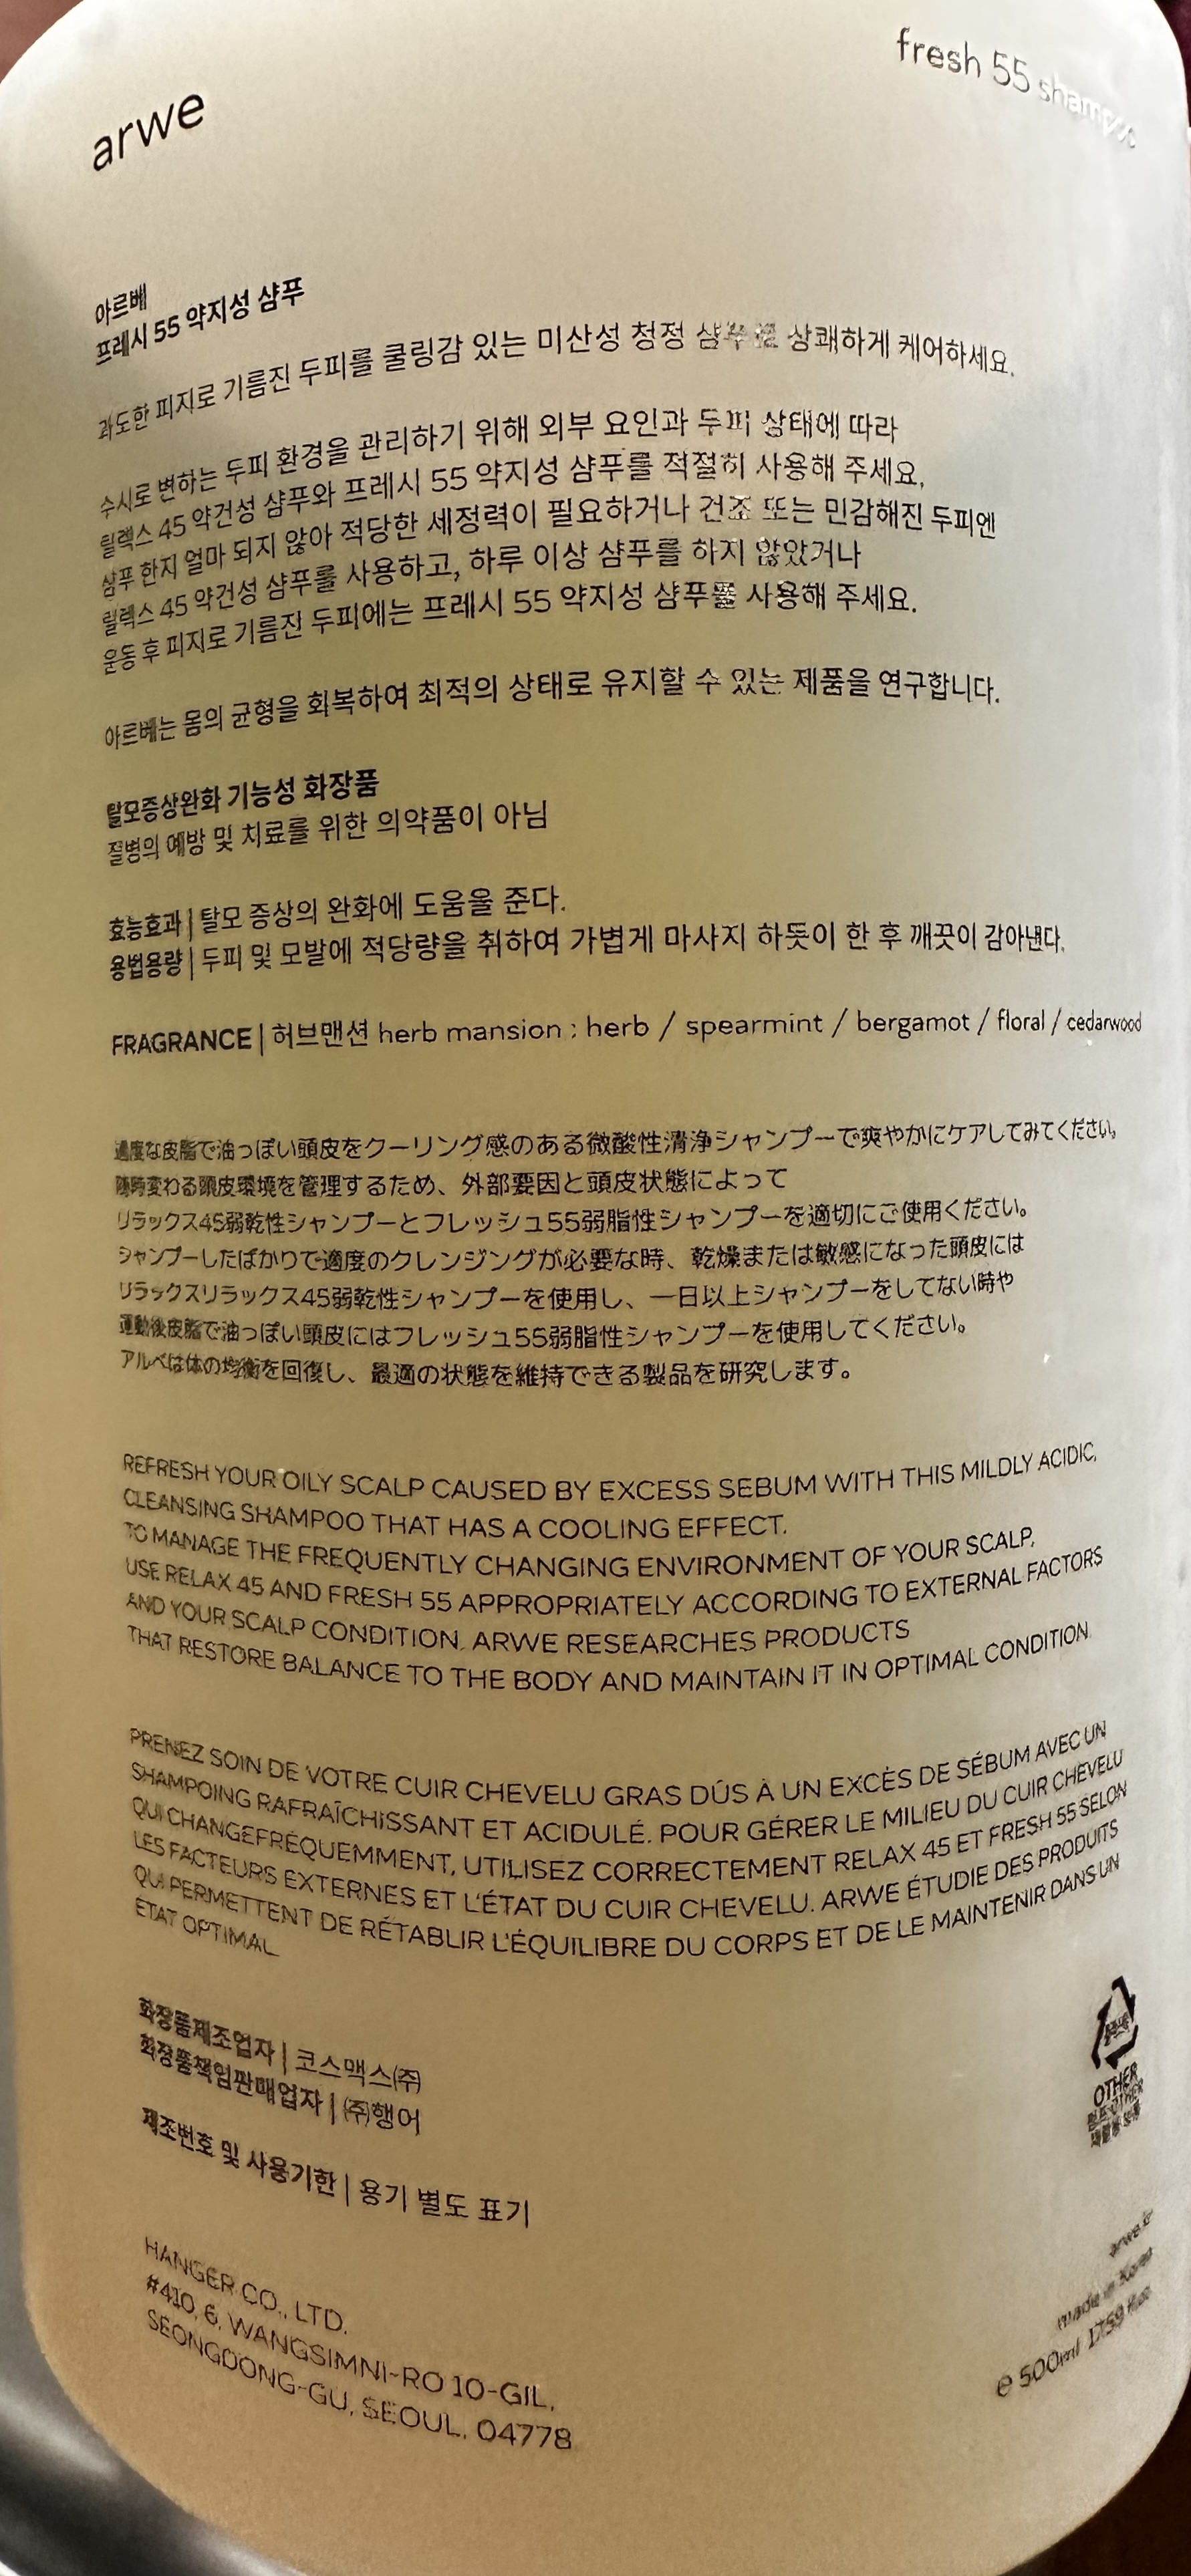 arwe
fresh 55 shampoo
아르베
프레시 55 약지성 샴푸
과도한 피지로 기름진 두피를 쿨링감 있는 미산성 청정 샴푸로 상쾌하게 케어하세요.
수시로 변하는 두피 환경을 관리하기 위해 외부 요인과 두피 상태에 따라
릴렉스 45 약건성 샴푸와 프레시 55 약지성 샴푸를 적절히 사용해 주세요,
샴푸 한지 얼마 되지 않아 적당한 세정력이 필요하거나 건조 또는 민감해진 두피엔
릴렉스 45 약건성 샴푸를 사용하고, 하루 이상 샴푸를 하지 않았거나
운동 후 피지로 기름진 두피에는 프레시 55 약지성 샴푸를 사용해 주세요.
아르베는 몸의 균형을 회복하여 최적의 상태로 유지할 수 있는 제품을 연구합니다.
탈모증상완화 기능성 화장품
질병의 예방 및 치료를 위한 의약품이 아님
효능효과 | 탈모 증상의 완화에 도움을 준다.
용법용량 | 두피 및 모발에 적당량을 취하여 가볍게 마사지 하듯이 한 후 깨끗이 감아낸다.
FRAGRANCE | 허브맨션 herb mansion : herb / spearmint / bergamot / floral / cedarwood
過度な皮脂で油っぽい頭皮をクーリング感のある微酸性清浄シャンプーで爽やかにケアしてみてください。
随時変わる頭皮環境を管理するため、外部要因と頭皮状態によって
リラックス45弱乾性シャンプーとフレッシュ55弱脂性シャンプーを適切にご使用ください。
シャンプーしたばかりで適度のクレンジングが必要な時、乾燥または敏感になった頭皮には
リラックスリラックス45弱乾性シャンプーを使用し、一日以上シャンプーをしてない時や
運動後皮脂で油っぽい頭皮にはフレッシュ55弱脂性シャンプーを使用してください。
アルベは体の均衡を回復し、最適の状態を維持できる製品を研究します。
REFRESH YOUR OILY SCALP CAUSED BY EXCESS SEBUM WITH THIS MILDLY ACIDIC,
CLEANSING SHAMPOO THAT HAS A COOLING EFFECT.
TO MANAGE THE FREQUENTLY CHANGING ENVIRONMENT OF YOUR SCALP,
USE RELAX 45 AND FRESH 55 APPROPRIATELY ACCORDING TO EXTERNAL FACTORS
AND YOUR SCALP CONDITION. ARWE RESEARCHES PRODUCTS
THAT RESTORE BALANCE TO THE BODY AND MAINTAIN IT IN OPTIMAL CONDITION.
PRENEZ SOIN DE VOTRE CUIR CHEVELU GRAS DÛS À UN EXCÈS DE SÉBUM AVEC UN
SHAMPOING RAFRAÎCHISSANT ET ACIDULÉ. POUR GÉRER LE MILIEU DU CUIR CHEVELU
QUI CHANGEFRÉQUEMMENT, UTILISEZ CORRECTEMENT RELAX 45 ET FRESH 55 SELON
LES FACTEURS EXTERNES ET L'ÉTAT DU CUIR CHEVELU. ARWE ÉTUDIE DES PRODUITS
QUI PERMETTENT DE RÉTABLIR L'ÉQUILIBRE DU CORPS ET DE LE MAINTENIR DANS UN
ÉTAT OPTIMAL
화장품제조업자 | 코스맥스㈜
화장품책임판매업자 | ㈜행어
제조번호 및 사용기한 | 용기 별도 표기
OTHER
HANGER CO., LTD.
#410, 6, WANGSIMNI-RO 10-GIL,
SEONGDONG-GU, SEOUL, 04778
made in Korea
e 500ml 17.59 fl.oz